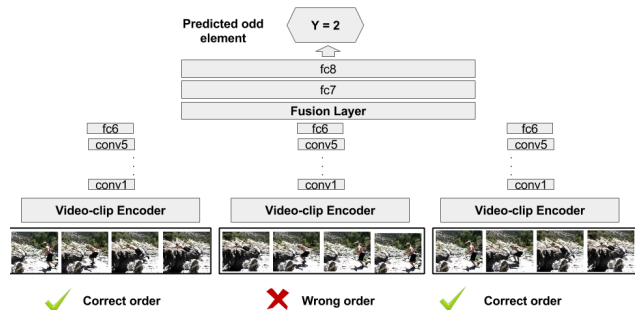 Predicted odd
element
Y = 2
fc8
fc7
Fusion Layer
fc6 fc6 fc6
conv5 conv5 conv5
conv1 conv1 conv1
Video-clip Encoder Video-clip Encoder Video-clip Encoder
Correct order Wrong order Correct order